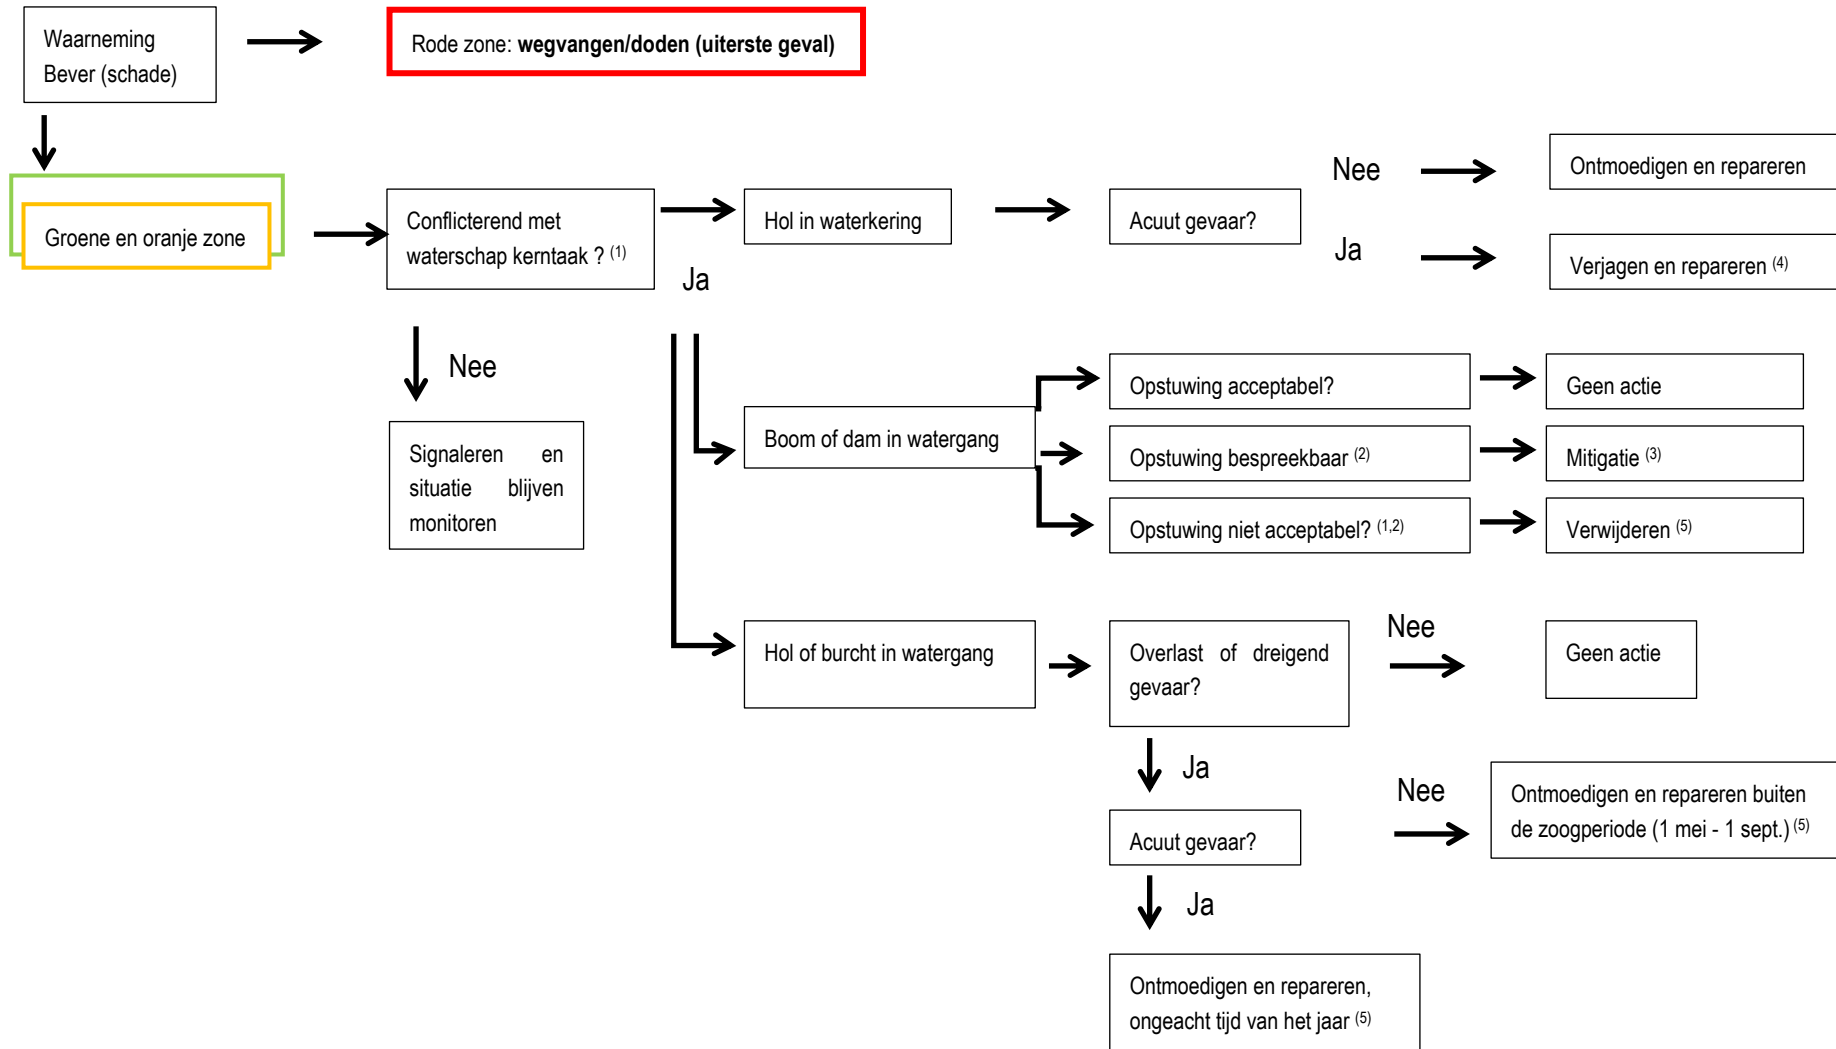 Waarneming
Bever (schade)
Rode zone: wegvangen/doden (uiterste geval)
Groene en oranje zone
Conflicterend met
waterschap kerntaak ? (1)
Ja
Nee
Signaleren en
situatie blijven
monitoren
Hol in waterkering
Acuut gevaar?
Nee
Ontmoedigen en repareren
Ja
Verjagen en repareren (4)
Boom of dam in watergang
Opstuwing acceptabel?
Geen actie
Opstuwing bespreekbaar (2)
Mitigatie (3)
Opstuwing niet acceptabel? (1,2)
Verwijderen (5)
Hol of burcht in watergang
Overlast of dreigend
gevaar?
Nee
Geen actie
Ja
Acuut gevaar?
Nee
Ontmoedigen en repareren buiten
de zoogperiode (1 mei - 1 sept.) (5)
Ja
Ontmoedigen en repareren,
ongeacht tijd van het jaar (5)